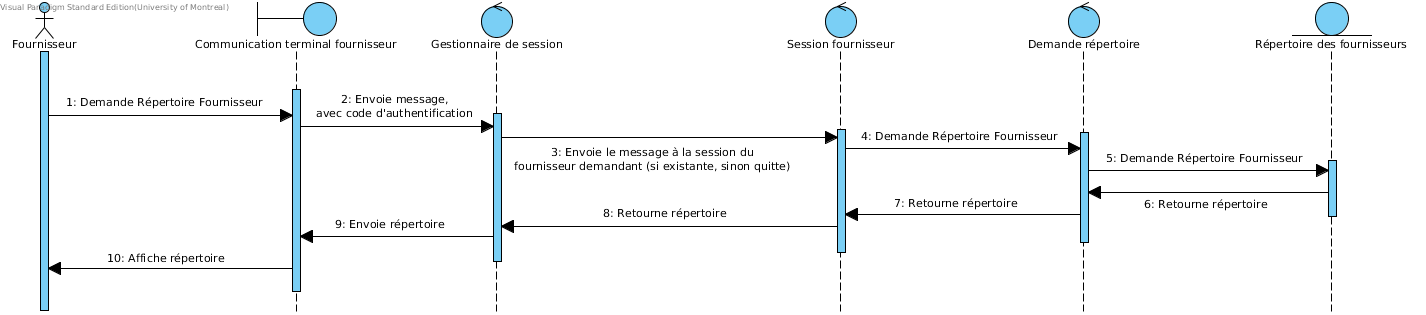 Visual Paradigm Standard Edition(University of Montreal)
Fournisseur
Communication terminal fournisseur
Gestionnaire de session
Session fournisseur
Demande répertoire
Répertoire des fournisseurs
1: Demande Répertoire Fournisseur
2: Envoie message,
avec code d'authentification
3: Envoie le message à la session du
fournisseur demandant (si existante, sinon quitte)
4: Demande Répertoire Fournisseur
5: Demande Répertoire Fournisseur
6: Retourne répertoire
7: Retourne répertoire
8: Retourne répertoire
9: Envoie répertoire
10: Affiche répertoire